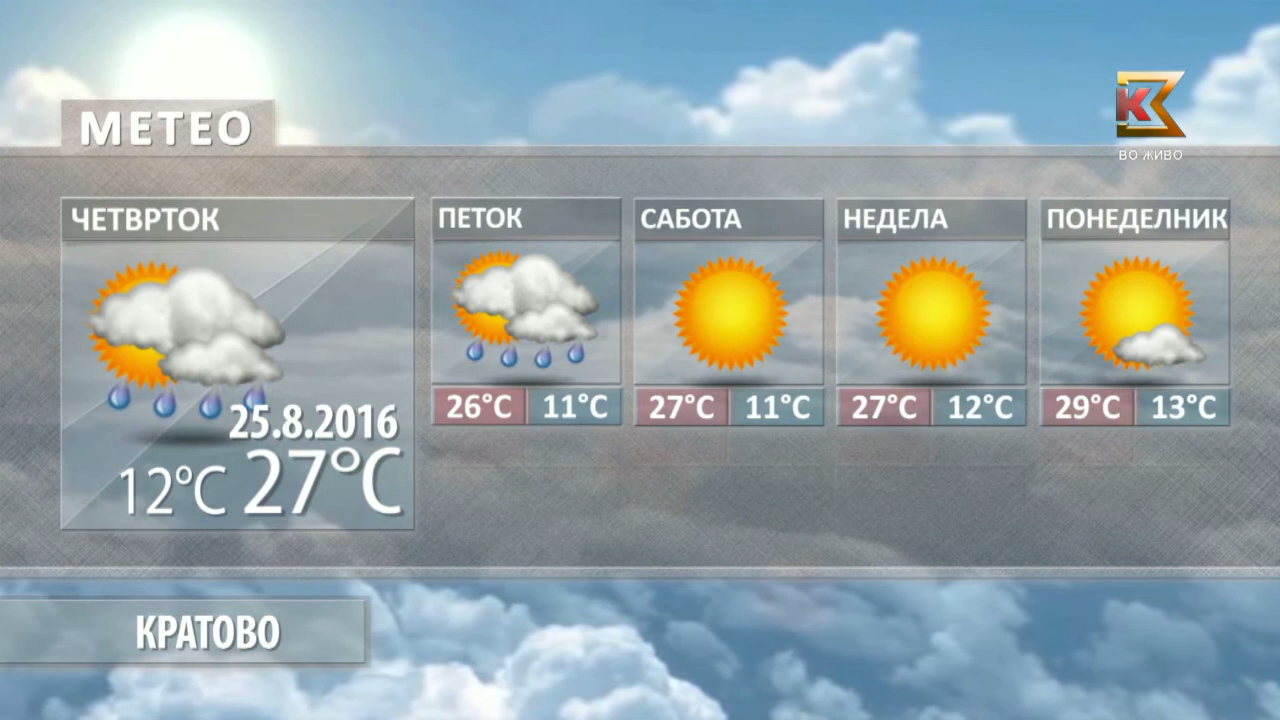 МЕТЕО
К3
ВО ЖИВО
ЧЕТВРТОК
25.8.2016
12°C 27°C
ПЕТОК
26°C 11°C
САБОТА
27°C 11°C
НЕДЕЛА
27°C 12°C
ПОНЕДЕЛНИК
29°C 13°C
КРАТОВО